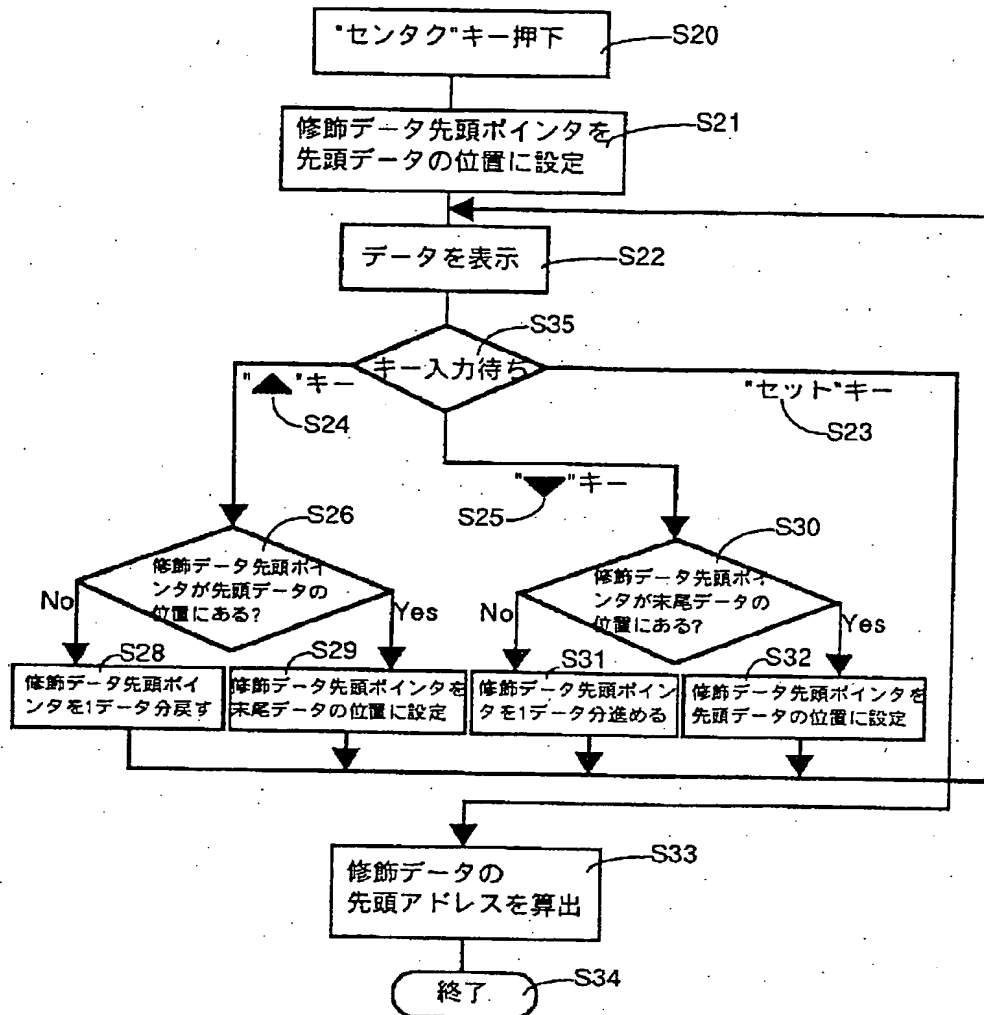 "センタク"キー押下
S20
修飾データ先頭ポインタを
先頭データの位置に設定
S21
データを表示
S22
キー入力待ち
S35
"▲"キー
S24
"セット"キー
S23
"▼"キー
S25
修飾データ先頭ポイ
ンタが先頭データの
位置にある?
S26
No
Yes
修飾データ先頭ポイ
ンタが末尾データの
位置にある?
S30
No
Yes
S28
修飾データ先頭ポイ
ンタを1データ分戻す
S29
修飾データ先頭ポインタを
末尾データの位置に設定
S31
修飾データ先頭ポイン
タを1データ分進める
S32
修飾データ先頭ポインタを
先頭データの位置に設定
修飾データの
先頭アドレスを算出
S33
終了
S34